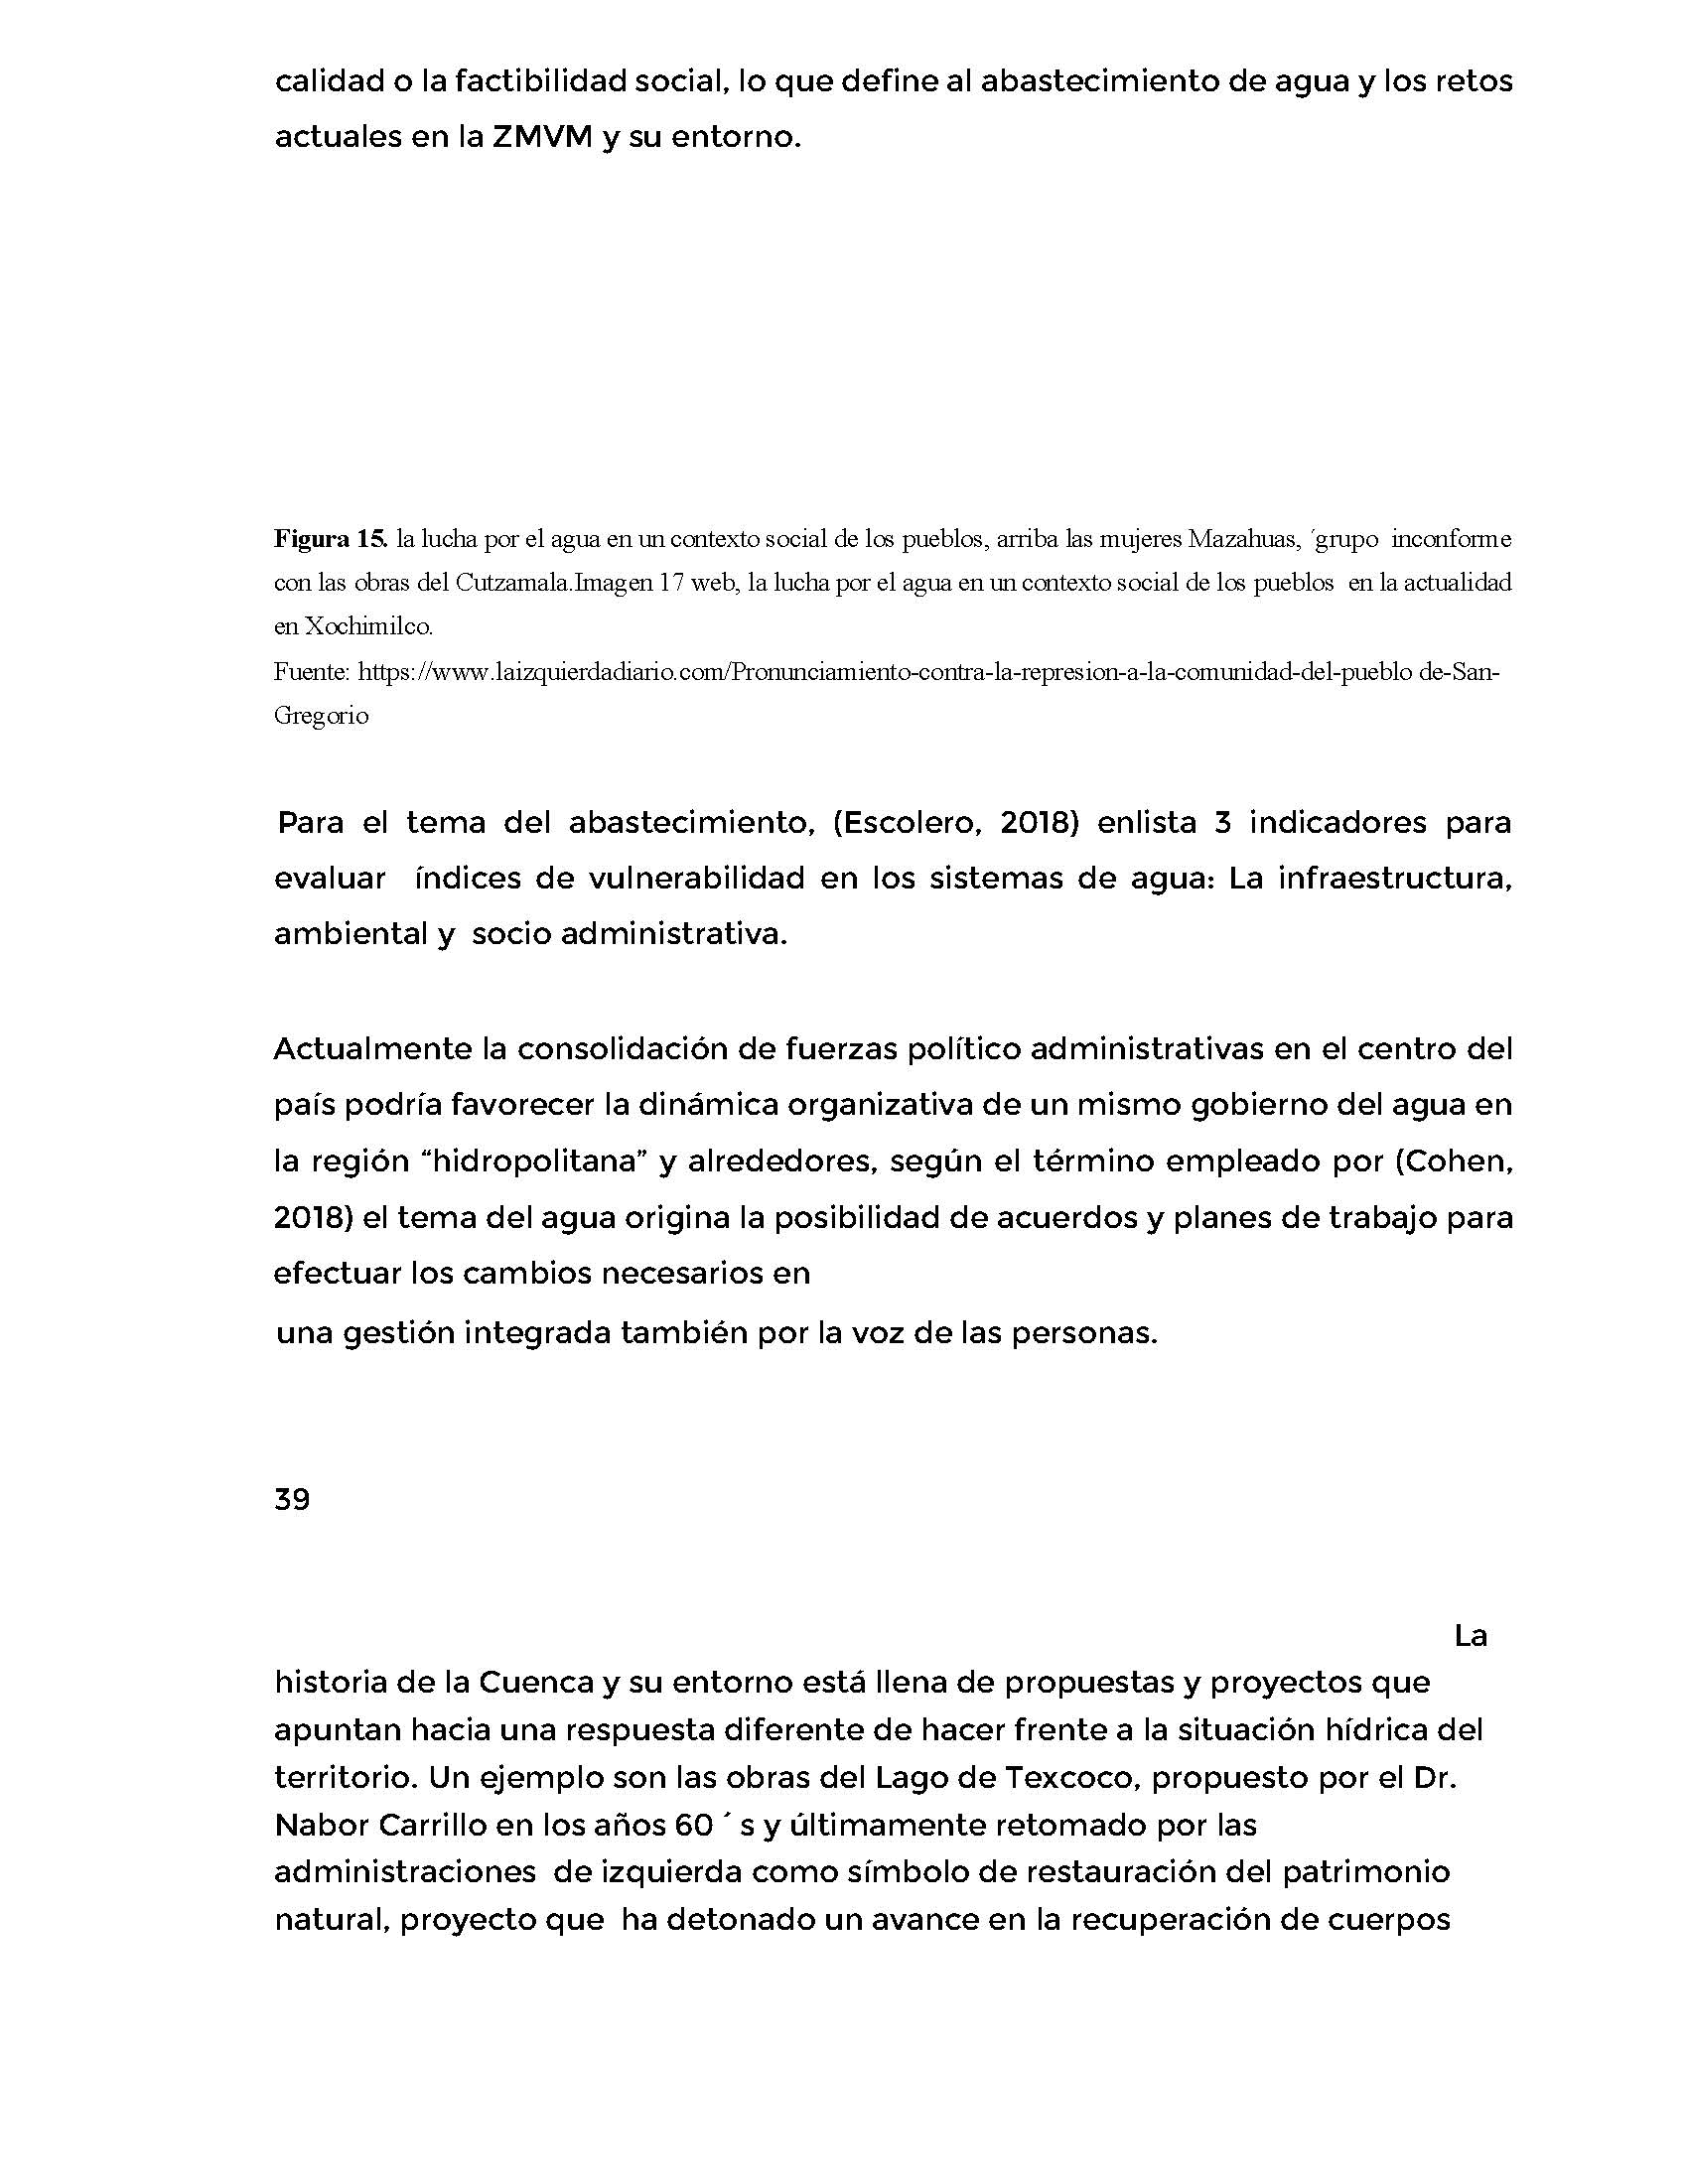 calidad o la factibilidad social, lo que define al abastecimiento de agua y los retos
actuales en la ZMVM y su entorno.
Figura 15. la lucha por el agua en un contexto social de los pueblos, arriba las mujeres Mazahuas, ´grupo inconforme
con las obras del Cutzamala.Imagen 17 web, la lucha por el agua en un contexto social de los pueblos en la actualidad
en Xochimilco.
Fuente: https://www.laizquierdadiario.com/Pronunciamiento-contra-la-represion-a-la-comunidad-del-pueblo de-San-
Gregorio
Para el tema del abastecimiento, (Escolero, 2018) enlista 3 indicadores para
evaluar índices de vulnerabilidad en los sistemas de agua: La infraestructura,
ambiental y socio administrativa.
Actualmente la consolidación de fuerzas político administrativas en el centro del
país podría favorecer la dinámica organizativa de un mismo gobierno del agua en
la región “hidropolitana” y alrededores, según el término empleado por (Cohen,
2018) el tema del agua origina la posibilidad de acuerdos y planes de trabajo para
efectuar los cambios necesarios en
una gestión integrada también por la voz de las personas.
39
La
historia de la Cuenca y su entorno está llena de propuestas y proyectos que
apuntan hacia una respuesta diferente de hacer frente a la situación hídrica del
territorio. Un ejemplo son las obras del Lago de Texcoco, propuesto por el Dr.
Nabor Carrillo en los años 60 ´ s y últimamente retomado por las
administraciones de izquierda como símbolo de restauración del patrimonio
natural, proyecto que ha detonado un avance en la recuperación de cuerpos